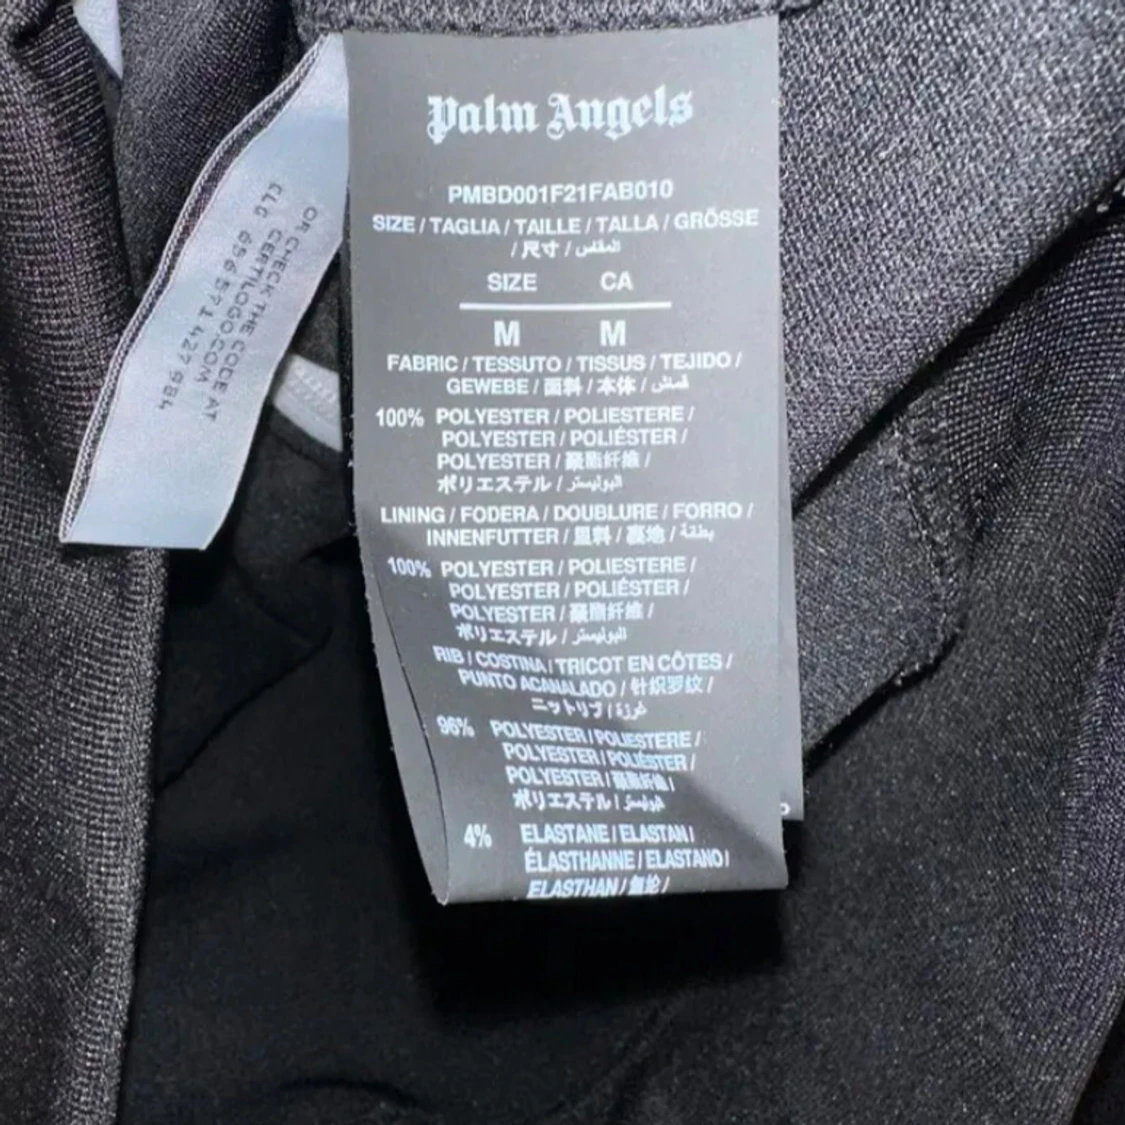 Palm Angels
PMBD001F21FAB010
SIZE / TAGLIA / TAILLE / TALLA / GRÖSSE
/ 尺寸 / المقاس
SIZE CA
M M
FABRIC / TESSUTO / TISSUS / TEJIDO /
GEWEBE / 面料 / 本体 / قماش
100% POLYESTER / POLIESTERE /
POLYESTER / POLIÉSTER /
POLYESTER / 聚酯纤维 /
ポリエステル / البوليستر
LINING / FODERA / DOUBLURE / FORRO /
INNENFUTTER / 里料 / 裏地 / بطانة
100% POLYESTER / POLIESTERE /
POLYESTER / POLIÉSTER /
POLYESTER / 聚酯纤维 /
ポリエステル / البوليستر
RIB / COSTINA / TRICOT EN CÔTES /
PUNTO ACANALADO / 针织罗纹 /
ニットリブ / غرزة
96% POLYESTER / POLIESTERE /
POLYESTER / POLIÉSTER /
POLYESTER / 聚酯纤维 /
ポリエステル / البوليستر
4% ELASTANE / ELASTAN /
ÉLASTHANNE / ELASTANO /
ELASTHAN / 氨纶 /
OR CHECK THE CODE AT
CERTILOGO.COM
CLG 656571427984